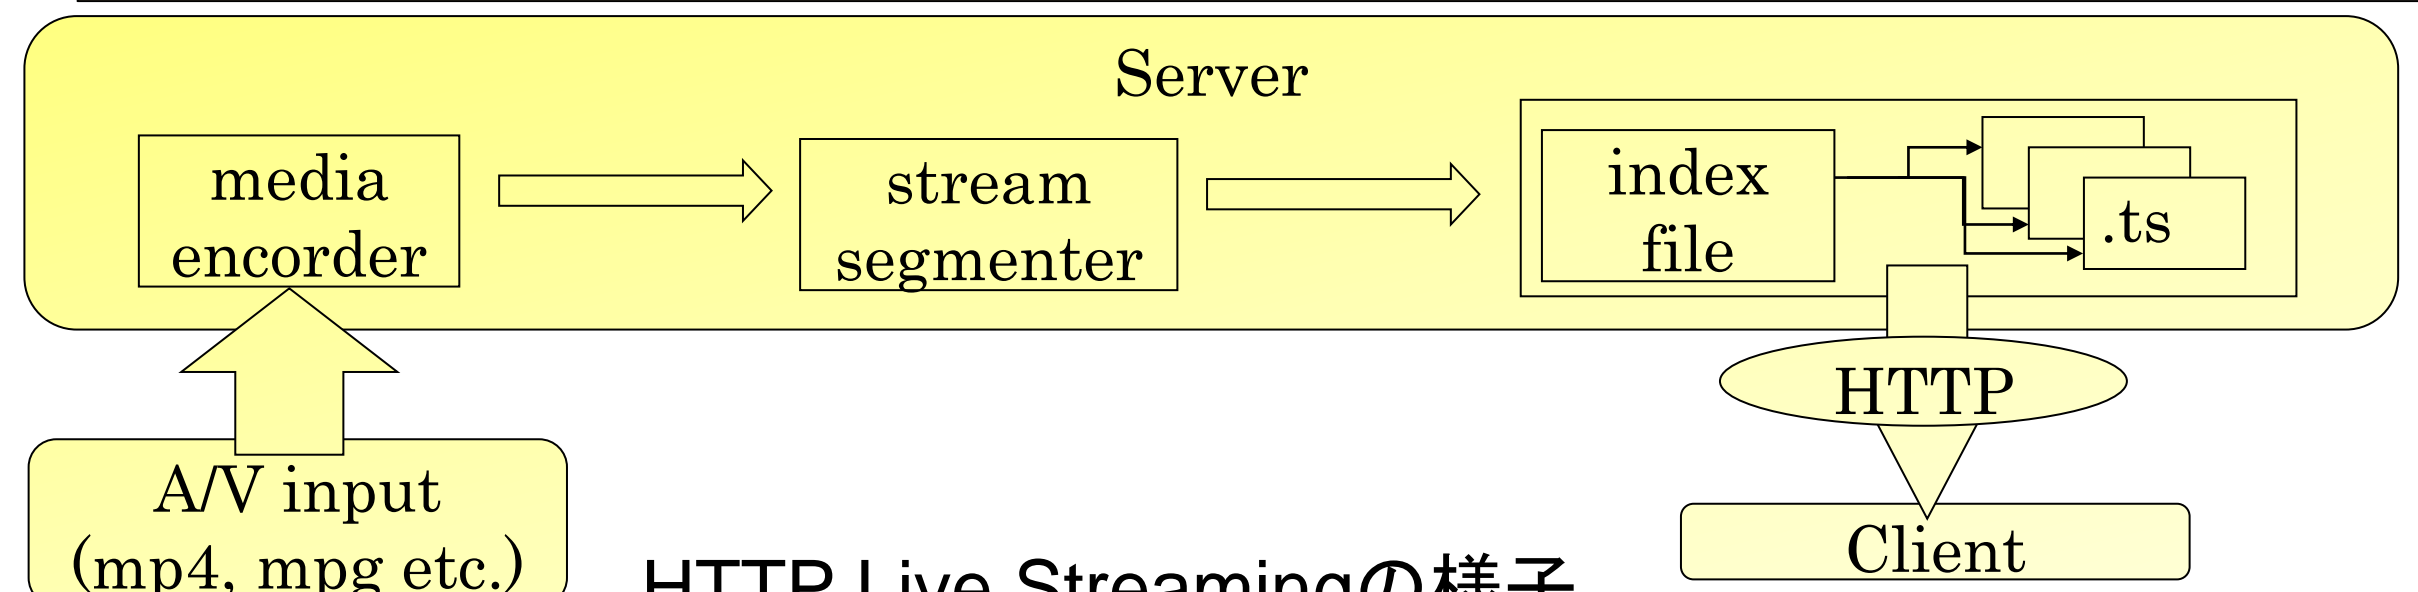 Server
media
encorder
stream
segmenter
index
file
.ts
HTTP
A/V input
(mp4, mpg etc.)
Client
HTTP Live Streamingの様子